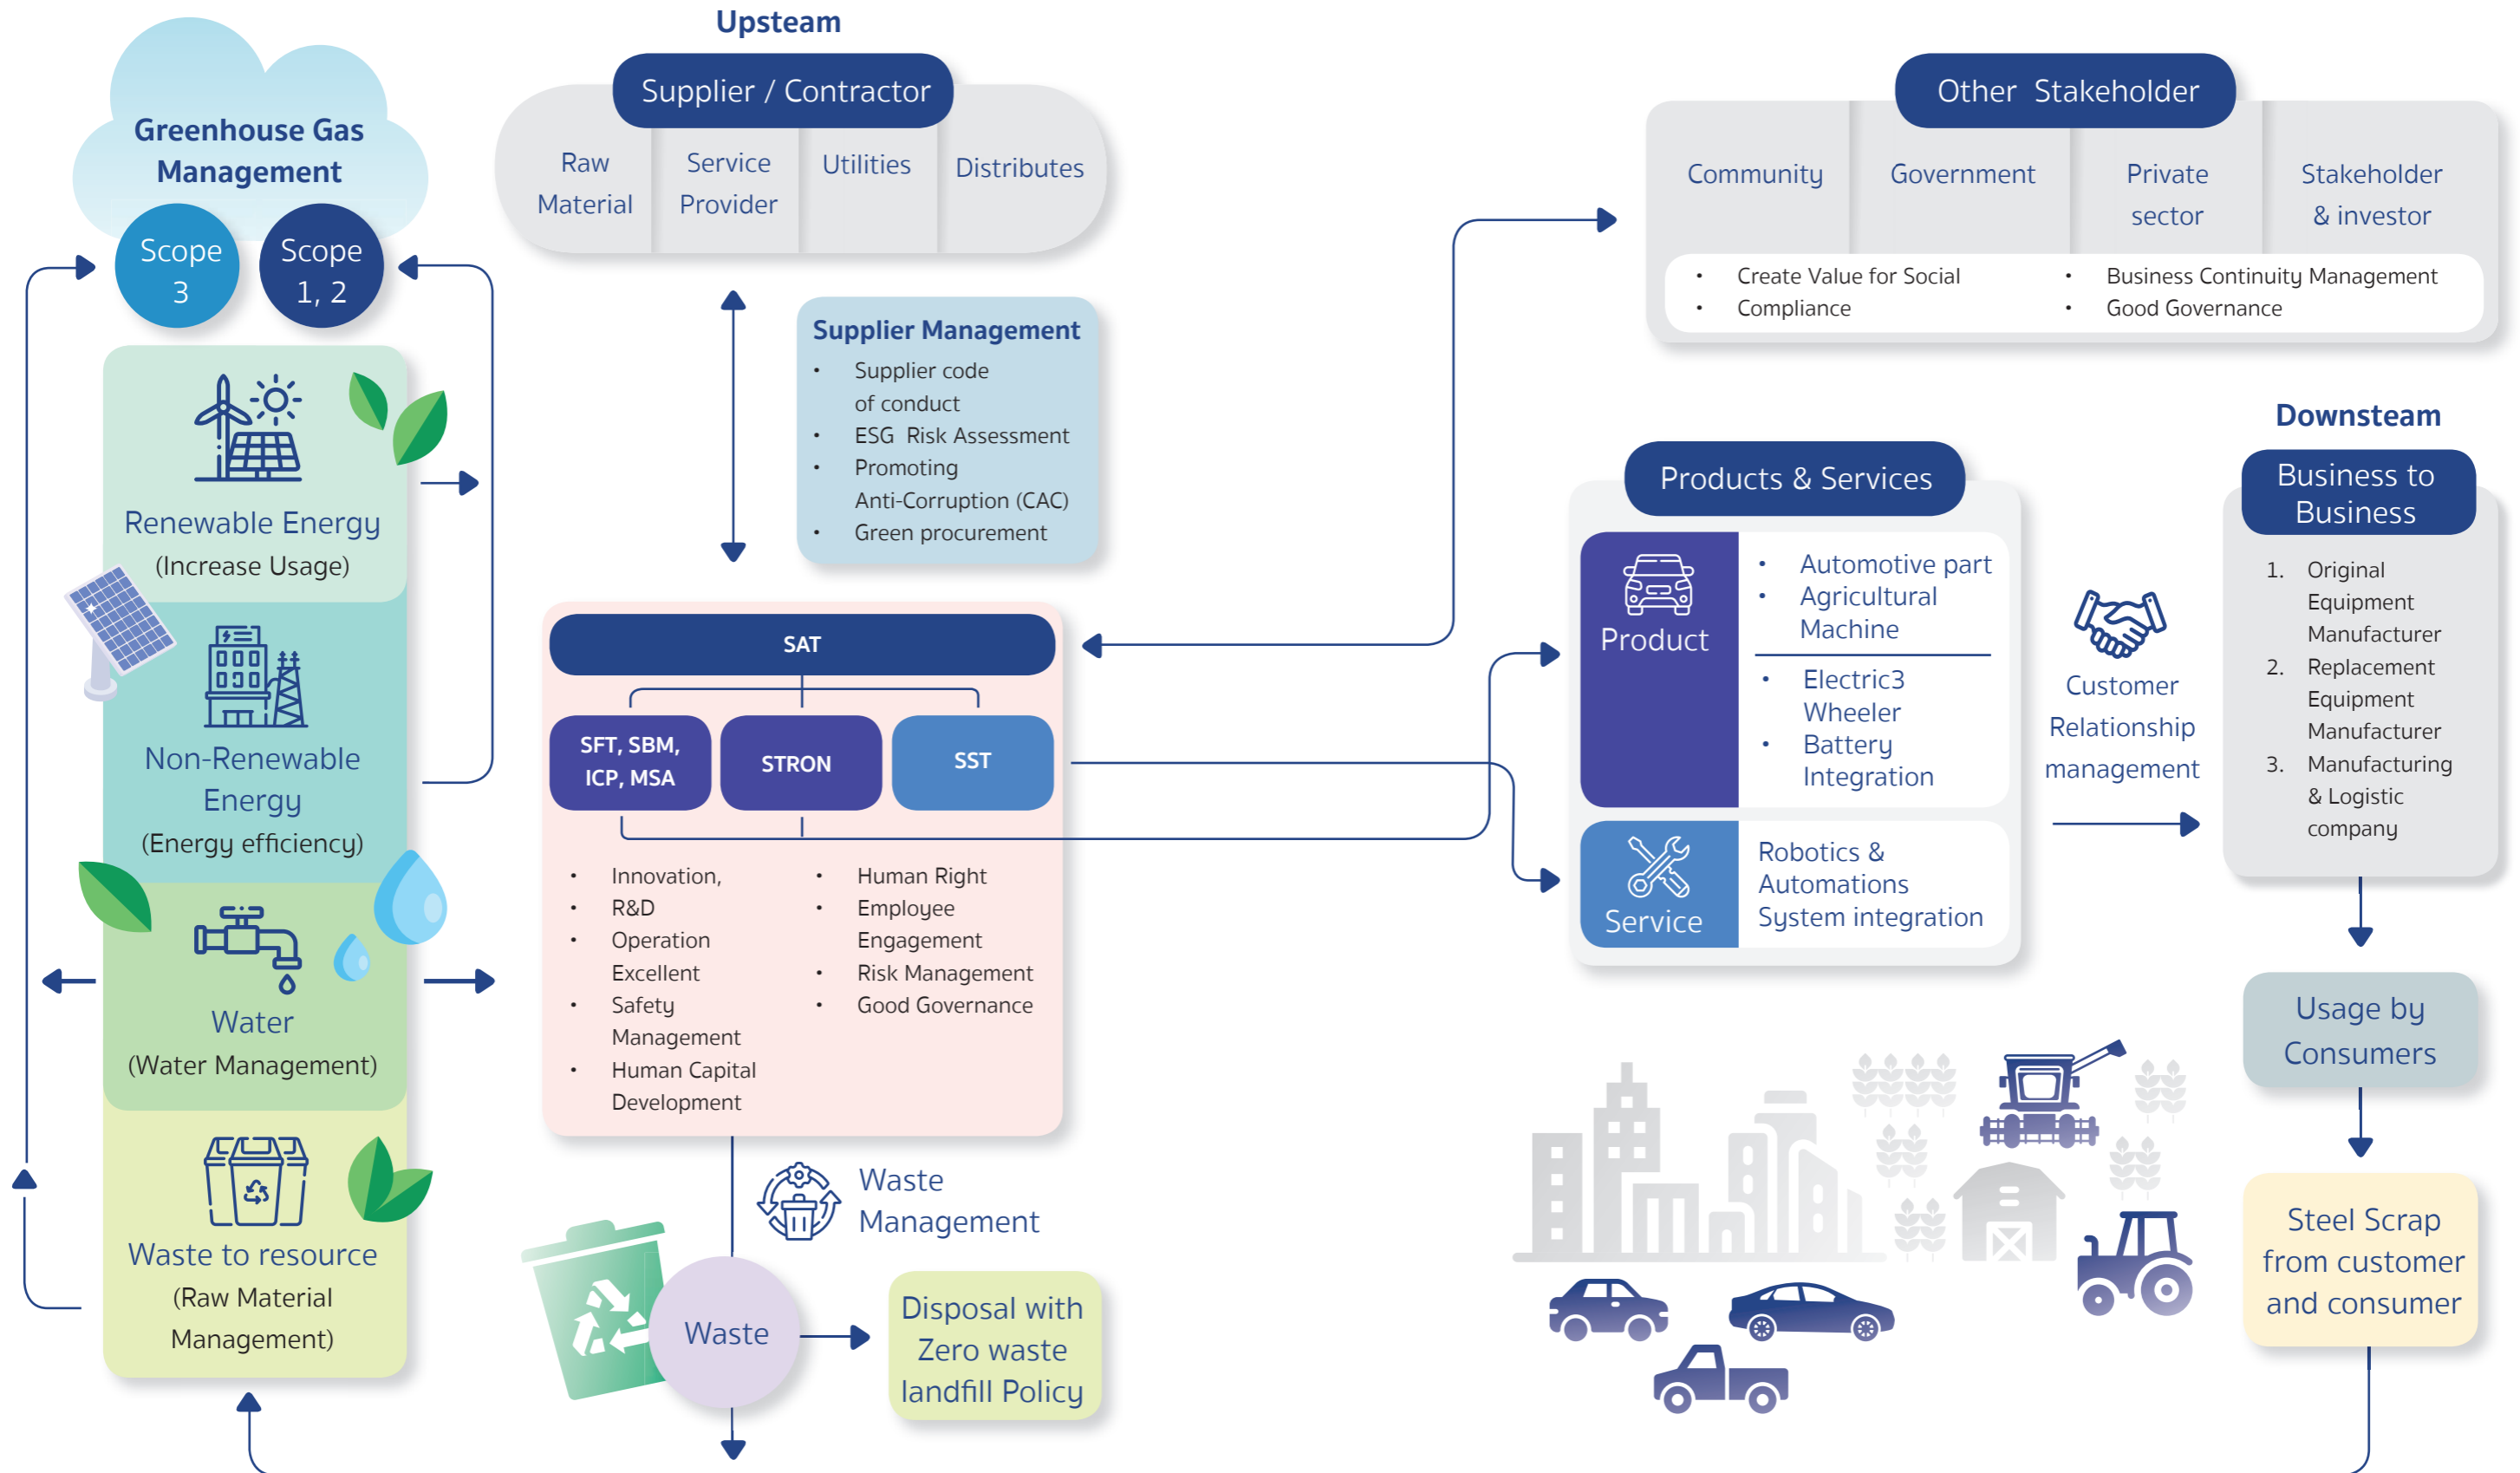 Greenhouse Gas
Management
Scope
3
Scope
1, 2
Renewable Energy
(Increase Usage)
Non-Renewable
Energy
(Energy efficiency)
Water
(Water Management)
Waste to resource
(Raw Material
Management)
Upsteam
Supplier / Contractor
Raw
Material
Service
Provider
Utilities
Distributes
Supplier Management
• Supplier code
of conduct
• ESG Risk Assessment
• Promoting
Anti-Corruption (CAC)
• Green procurement
SAT
SFT, SBM,
ICP, MSA
STRON
SST
• Innovation,
• R&D
• Operation
Excellent
• Safety
Management
• Human Capital
Development
• Human Right
• Employee
Engagement
• Risk Management
• Good Governance
Waste
Management
Waste
Disposal with
Zero waste
landfill Policy
Other Stakeholder
Community
Government
Private
sector
Stakeholder
& investor
• Create Value for Social
• Compliance
• Business Continuity Management
• Good Governance
Products & Services
Product
• Automotive part
• Agricultural
Machine
• Electric3
Wheeler
• Battery
Integration
Service
Robotics &
Automations
System integration
Customer
Relationship
management
Downsteam
Business to
Business
1. Original
Equipment
Manufacturer
2. Replacement
Equipment
Manufacturer
3. Manufacturing
& Logistic
company
Usage by
Consumers
Steel Scrap
from customer
and consumer